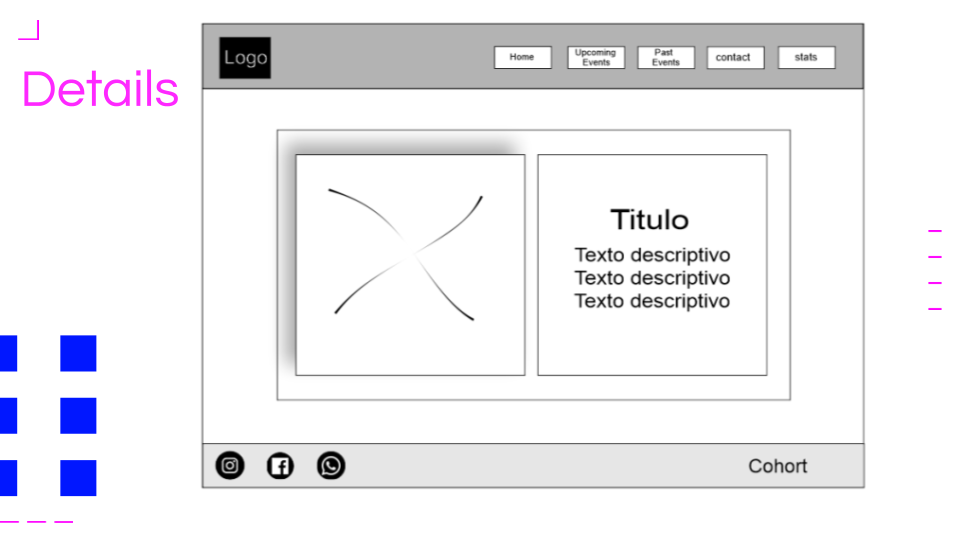 Details
Logo
Home
Upcoming
Events
Past
Events
contact
stats
Titulo
Texto descriptivo
Texto descriptivo
Texto descriptivo
Cohort